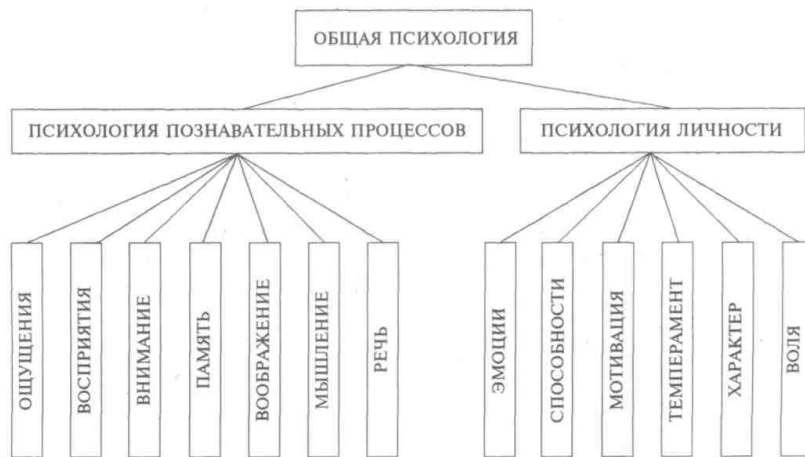 ОБЩАЯ ПСИХОЛОГИЯ
ПСИХОЛОГИЯ ПОЗНАВАТЕЛЬНЫХ ПРОЦЕССОВ
ПСИХОЛОГИЯ ЛИЧНОСТИ
ОЩУЩЕНИЯ
ВОСПРИЯТИЯ
ВНИМАНИЕ
ПАМЯТЬ
ВООБРАЖЕНИЕ
МЫШЛЕНИЕ
РЕЧЬ
ЭМОЦИИ
СПОСОБНОСТИ
МОТИВАЦИЯ
ТЕМПЕРАМЕНТ
ХАРАКТЕР
ВОЛЯ